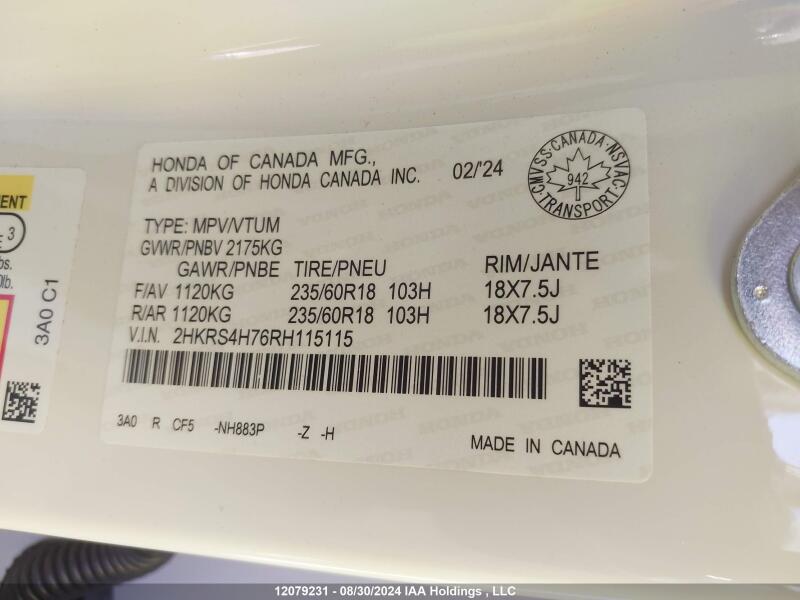 HONDA OF CANADA MFG.,
A DIVISION OF HONDA CANADA INC. 02/'24
CMVSS·CANADA·NSVAC·TRANSPORT·
942
TYPE: MPV/VTUM
GVWR/PNBV 2175KG
GAWR/PNBE TIRE/PNEU RIM/JANTE
F/AV 1120KG 235/60R18 103H 18X7.5J
R/AR 1120KG 235/60R18 103H 18X7.5J
V.I.N. 2HKRS4H76RH115115
3A0 R CF5 -NH883P -Z -H
MADE IN CANADA
3
3A0 C1
12079231 - 08/30/2024 IAA Holdings , LLC